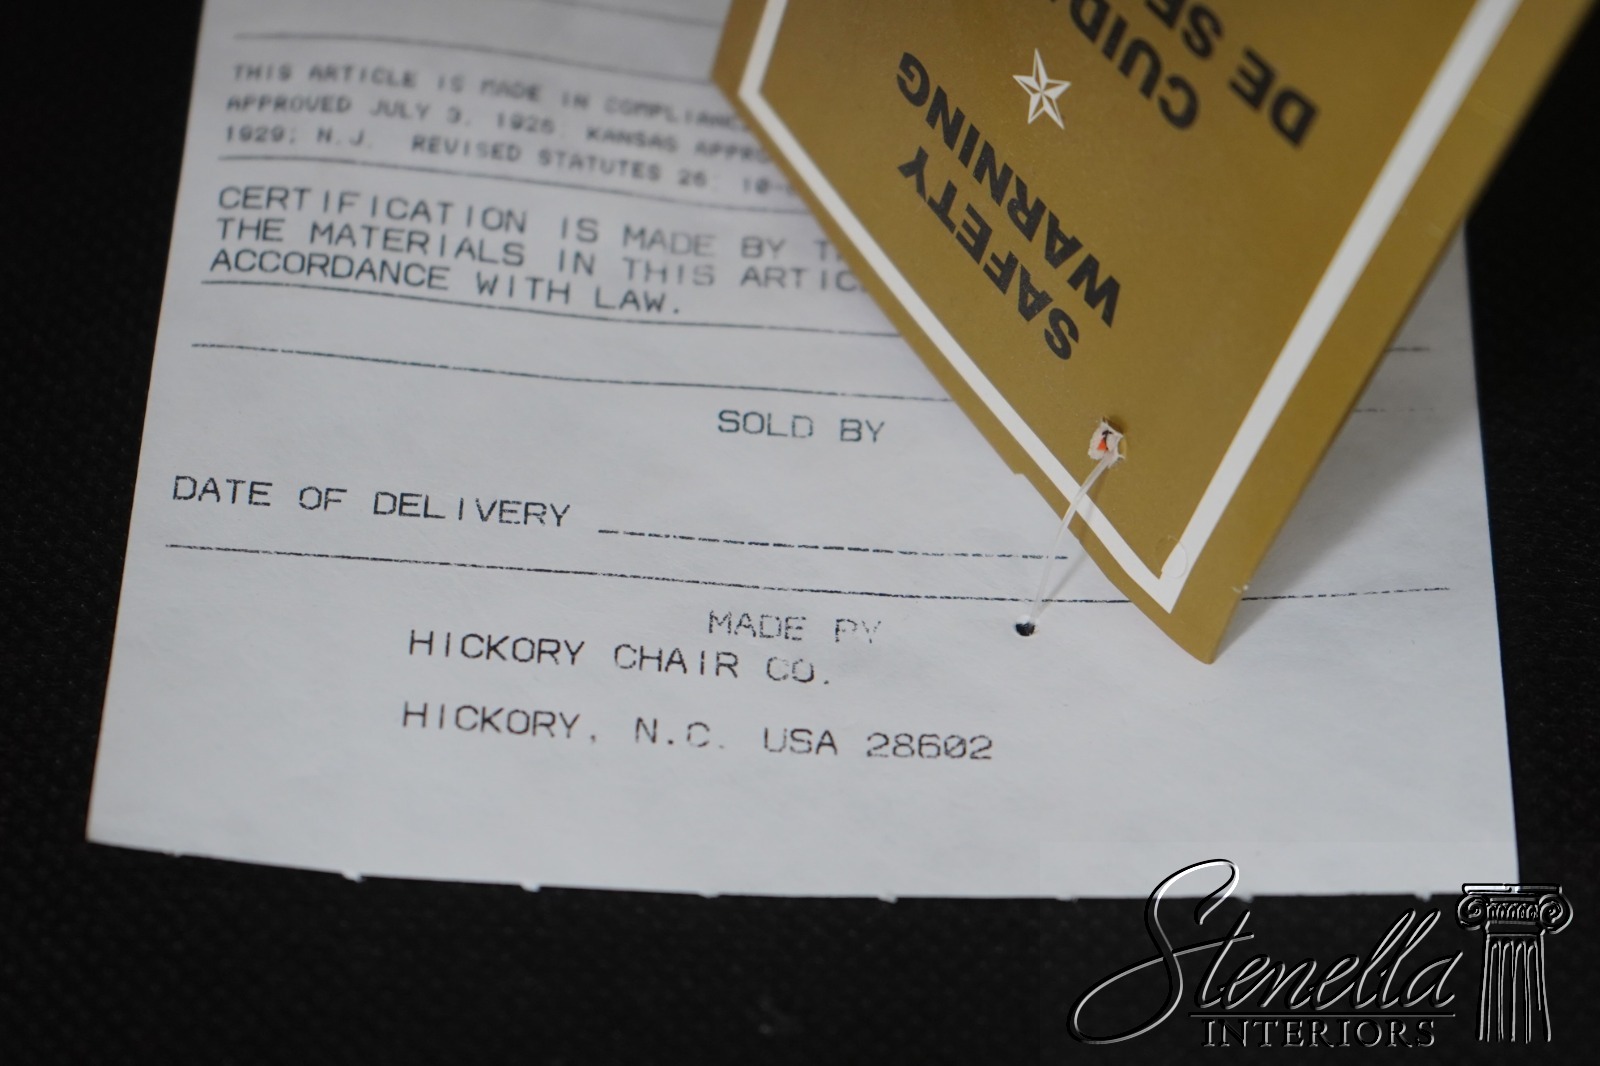 THIS ARTICLE IS MADE IN COMPLIANCE
APPROVED JULY 3, 1925; KANSAS APPRO
1929; N.J. REVISED STATUTES 26: 10-
CERTIFICATION IS MADE BY T
THE MATERIALS IN THIS ARTIC
ACCORDANCE WITH LAW.
SOLD BY
DATE OF DELIVERY
MADE BY
HICKORY CHAIR CO.
HICKORY, N.C. USA 28602
SAFETY
WARNING
CUID
DE SE
Stenella
INTERIORS